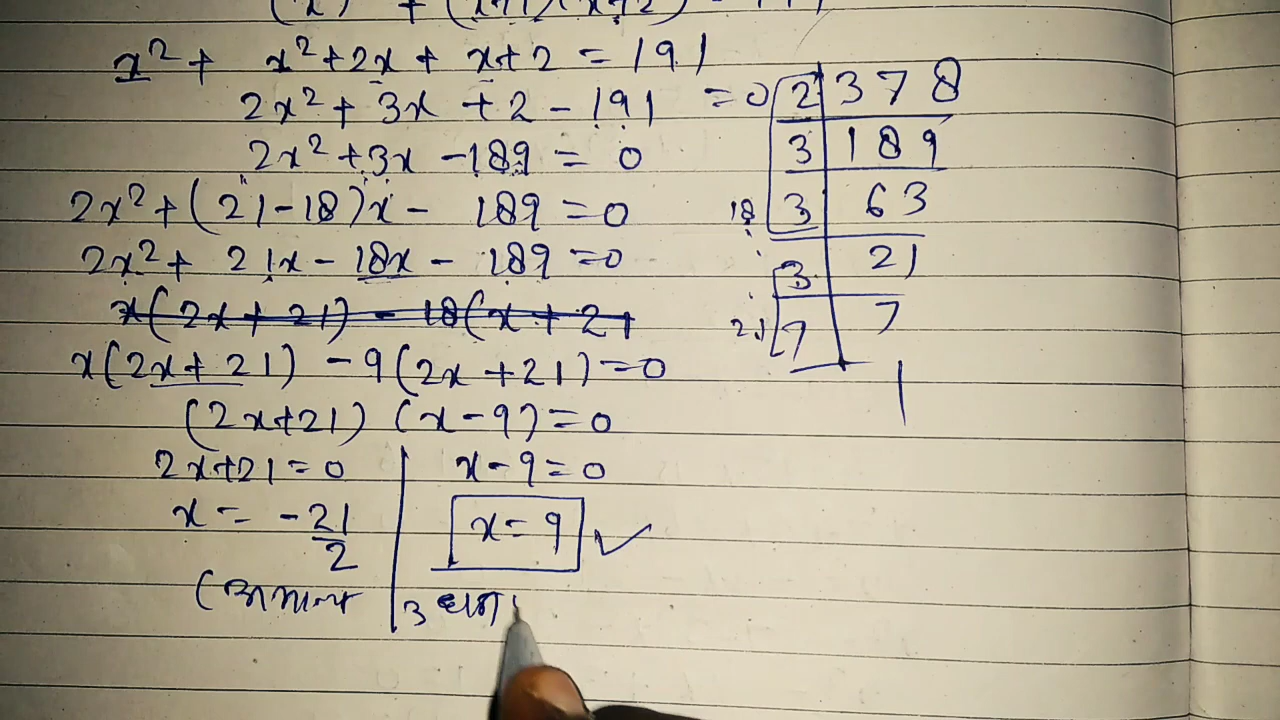 x² + x² + 2x + x + 2 = 191
2x² + 3x + 2 - 191 = 0
2x² + 3x - 189 = 0
2x² + (21 - 18)x - 189 = 0
2x² + 21x - 18x - 189 = 0
x(2x + 21) - 18(x + 21
x(2x + 21) - 9(2x + 21) = 0
(2x+21) (x-9) = 0
2x+21 = 0
x = -21/2
x - 9 = 0
x = 9 ✓
2 | 378
3 | 189
18 3 | 63
3 | 21
21 7 | 7
1